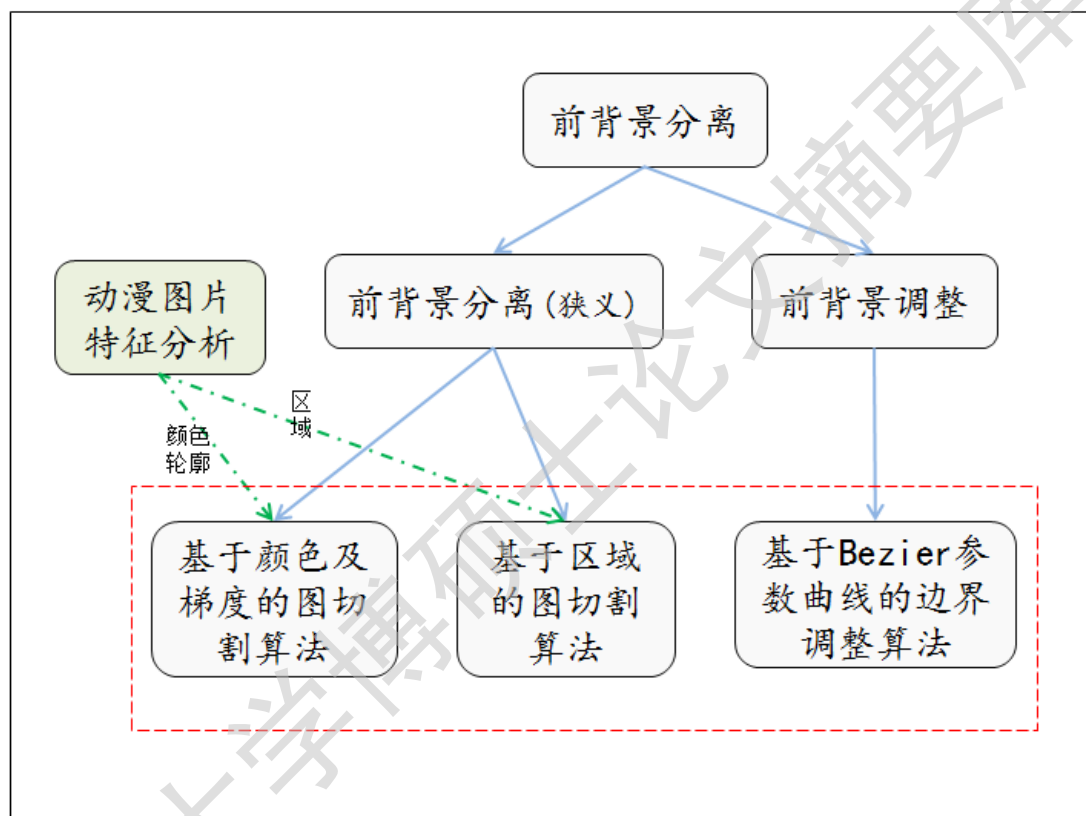 前背景分离
前背景分离(狭义)
前背景调整
动漫图片
特征分析
区
域
颜色
轮廓
基于颜色及
梯度的图切
割算法
基于区域
的图切割
算法
基于Bezier参
数曲线的边界
调整算法
大学博硕士论文摘要库